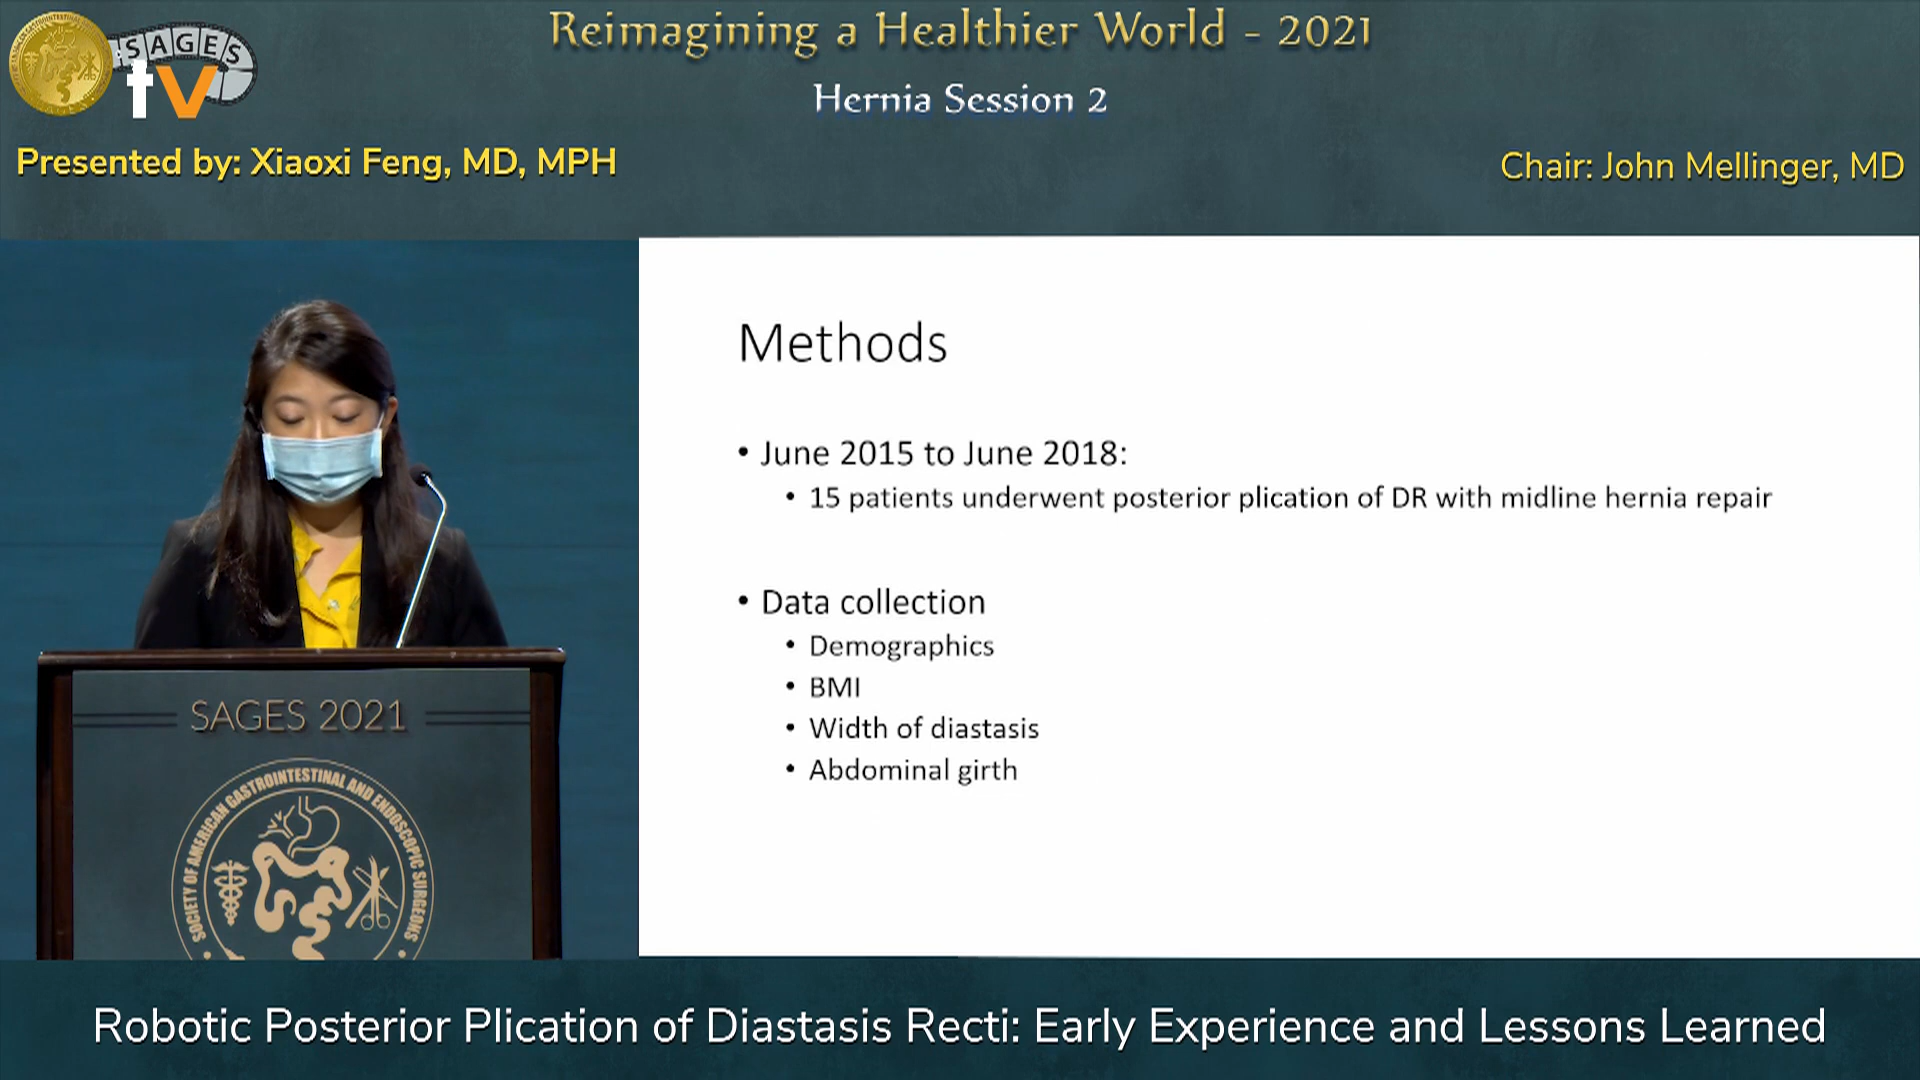 SAGES
tv
Reimagining a Healthier World - 2021
Hernia Session 2
Presented by: Xiaoxi Feng, MD, MPH
Chair: John Mellinger, MD
Methods
• June 2015 to June 2018:
• 15 patients underwent posterior plication of DR with midline hernia repair
• Data collection
• Demographics
• BMI
• Width of diastasis
• Abdominal girth
SAGES 2021
SOCIETY OF AMERICAN GASTROINTESTINAL AND ENDOSCOPIC SURGEONS
Robotic Posterior Plication of Diastasis Recti: Early Experience and Lessons Learned